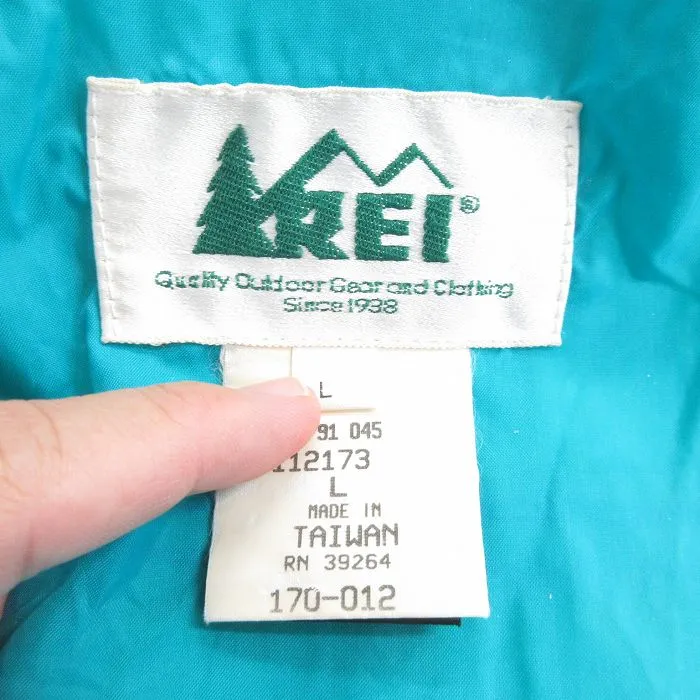 REI®
Quality Outdoor Gear and Clothing
Since 1938
L
91 045
112173
L
MADE IN
TAIWAN
RN 39264
170-012